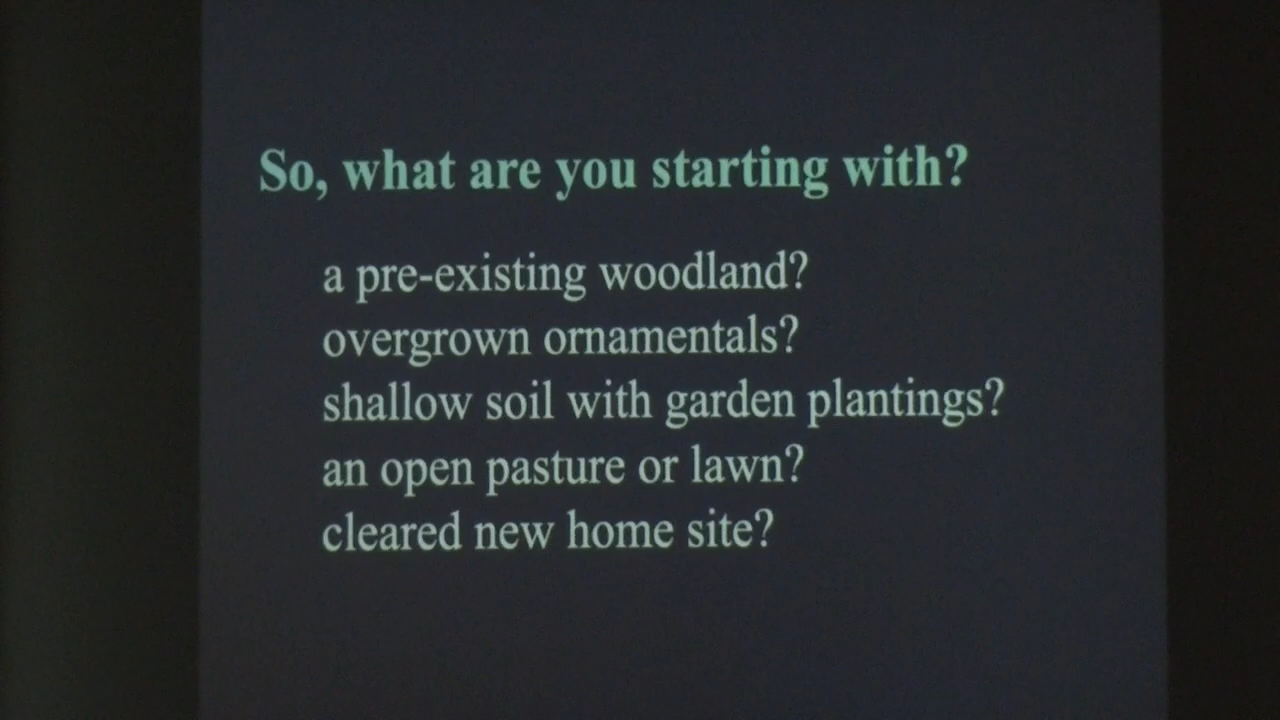 So, what are you starting with?
a pre-existing woodland?
overgrown ornamentals?
shallow soil with garden plantings?
an open pasture or lawn?
cleared new home site?